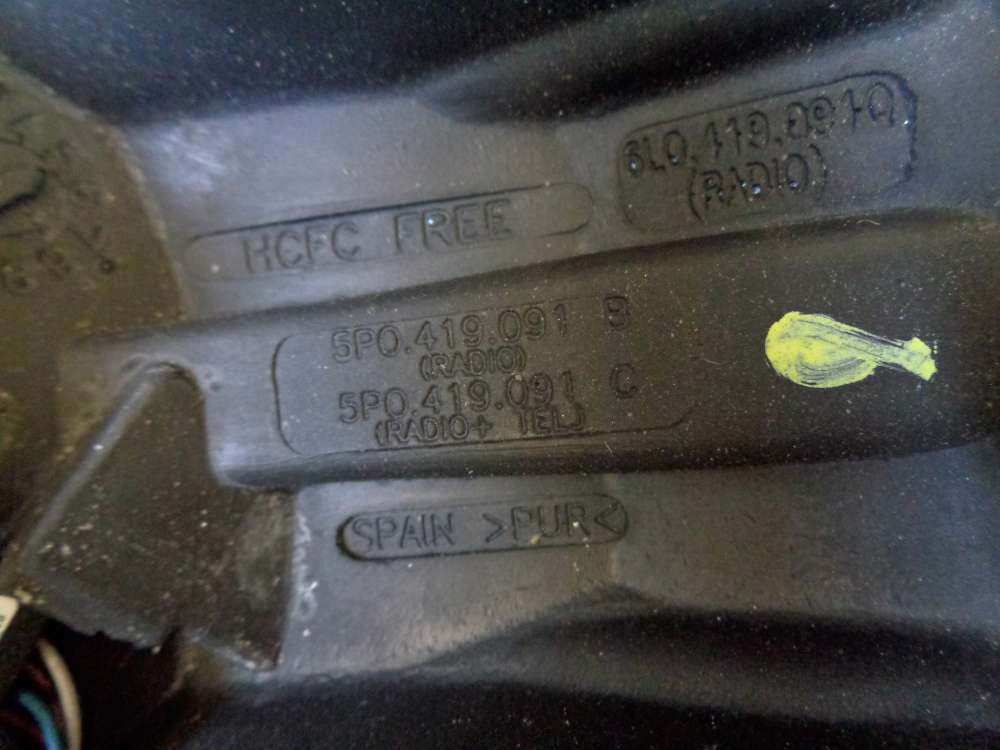 6L0.419.091Q
(RADIO)
HCFC FREE
5P0.419.091 B
(RADIO)
5P0.419.091 C
(RADIO+ TEL)
SPAIN >PUR<